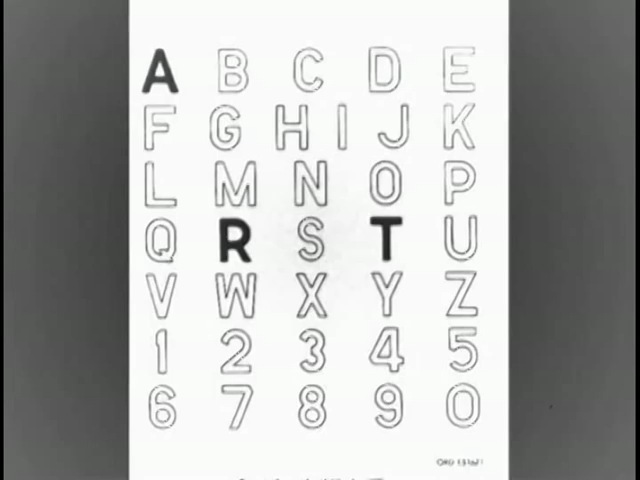 A B C D E
F G H I J K
L M N O P
Q R S T U
V W X Y Z
1 2 3 4 5
6 7 8 9 0